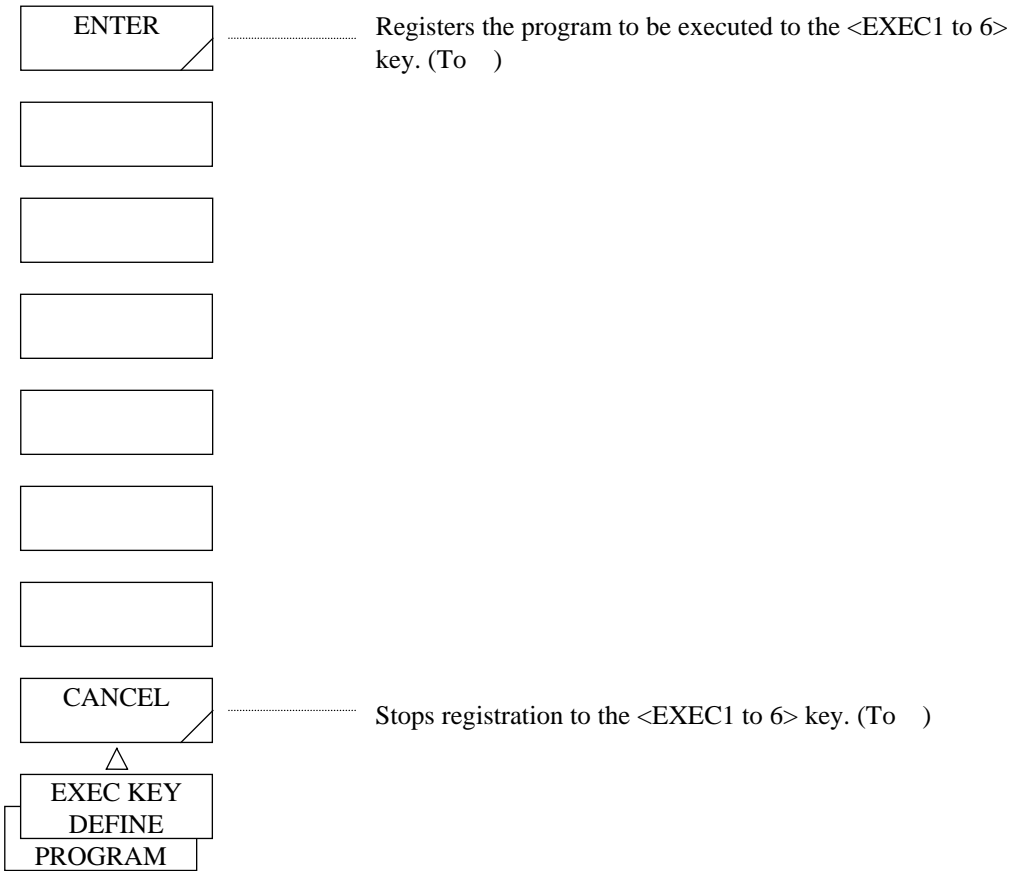 ENTER
Registers the program to be executed to the <EXEC1 to 6>
key. (To    )
CANCEL
Stops registration to the <EXEC1 to 6> key. (To    )
EXEC KEY
DEFINE
PROGRAM